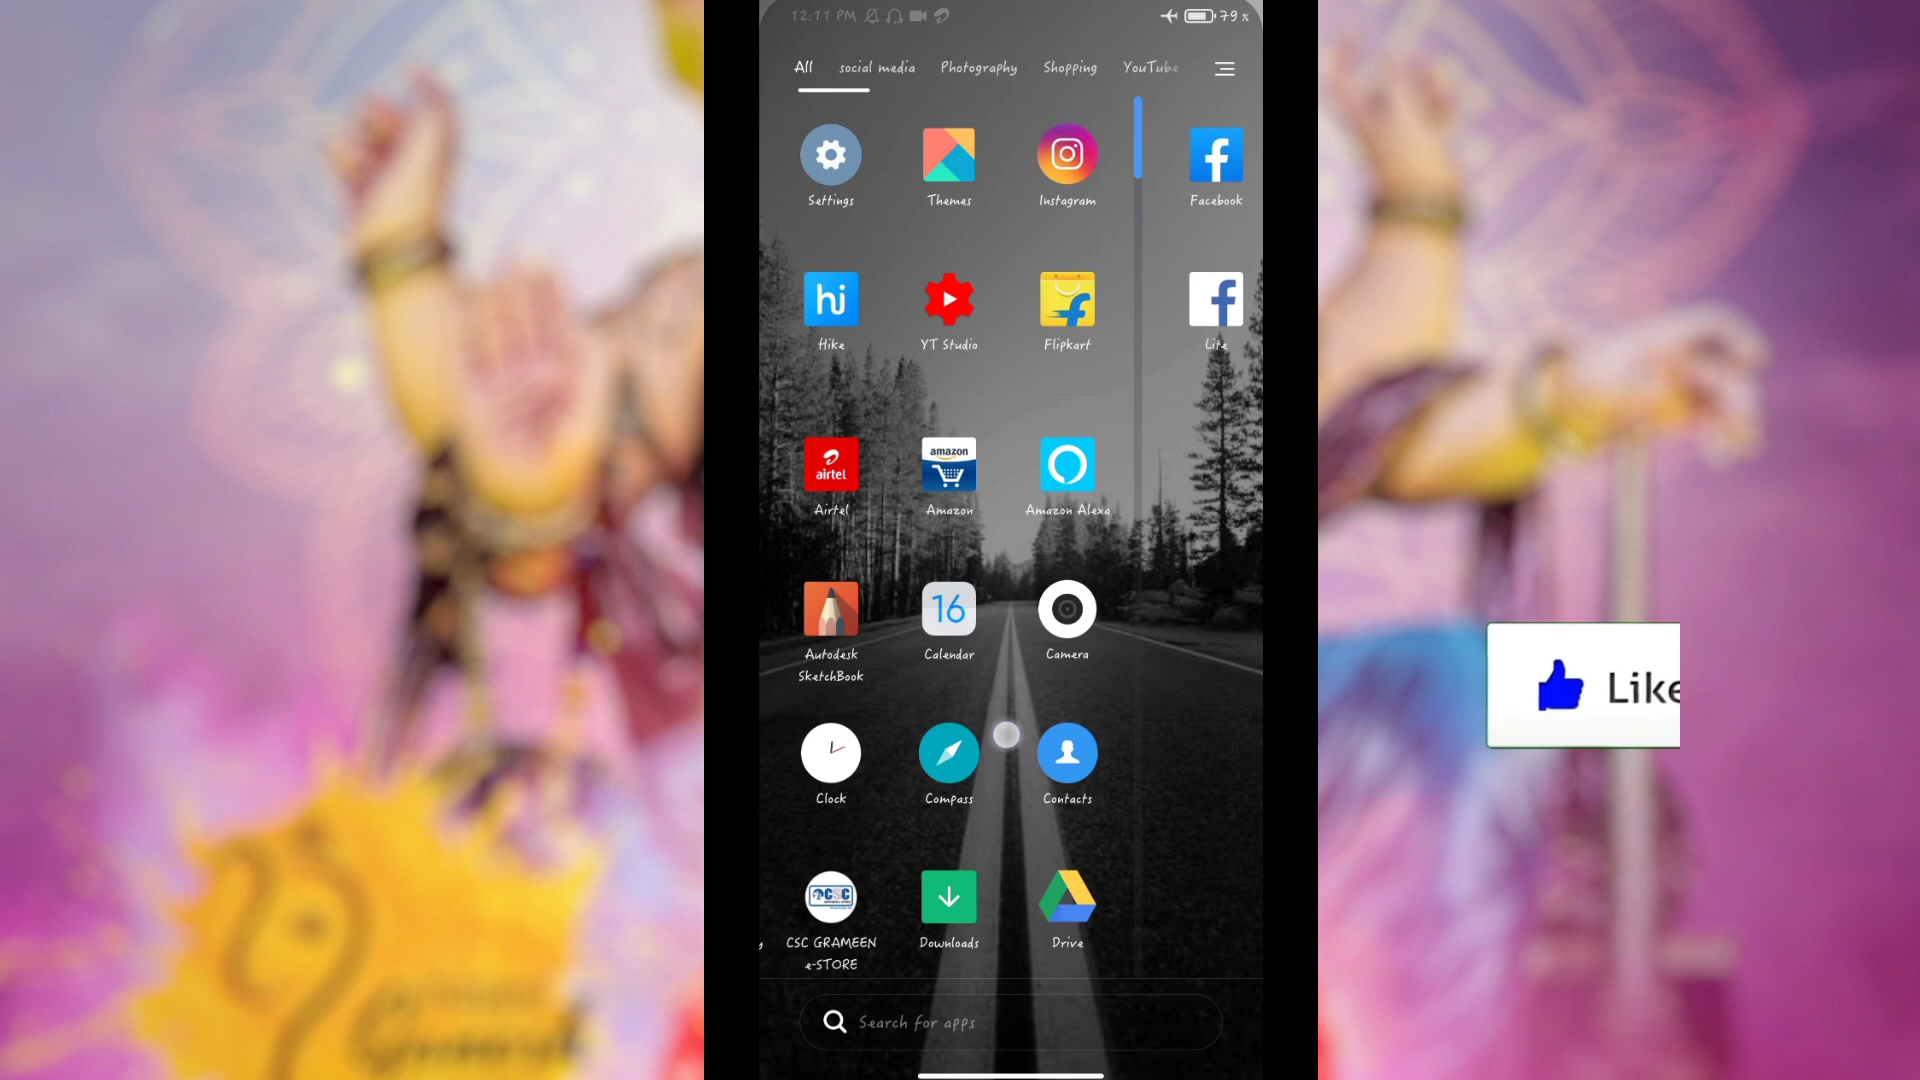 12:11 PM 79 %
All social media Photography Shopping YouTube
Settings Themes Instagram Facebook
hi
Hike YT Studio Flipkart Lite
airtel amazon
Airtel Amazon Amazon Alexa
16
Autodesk SketchBook Calendar Camera
Like
Clock Compass Contacts
CSC
CSC GRAMEEN e-STORE Downloads Drive
Search for apps